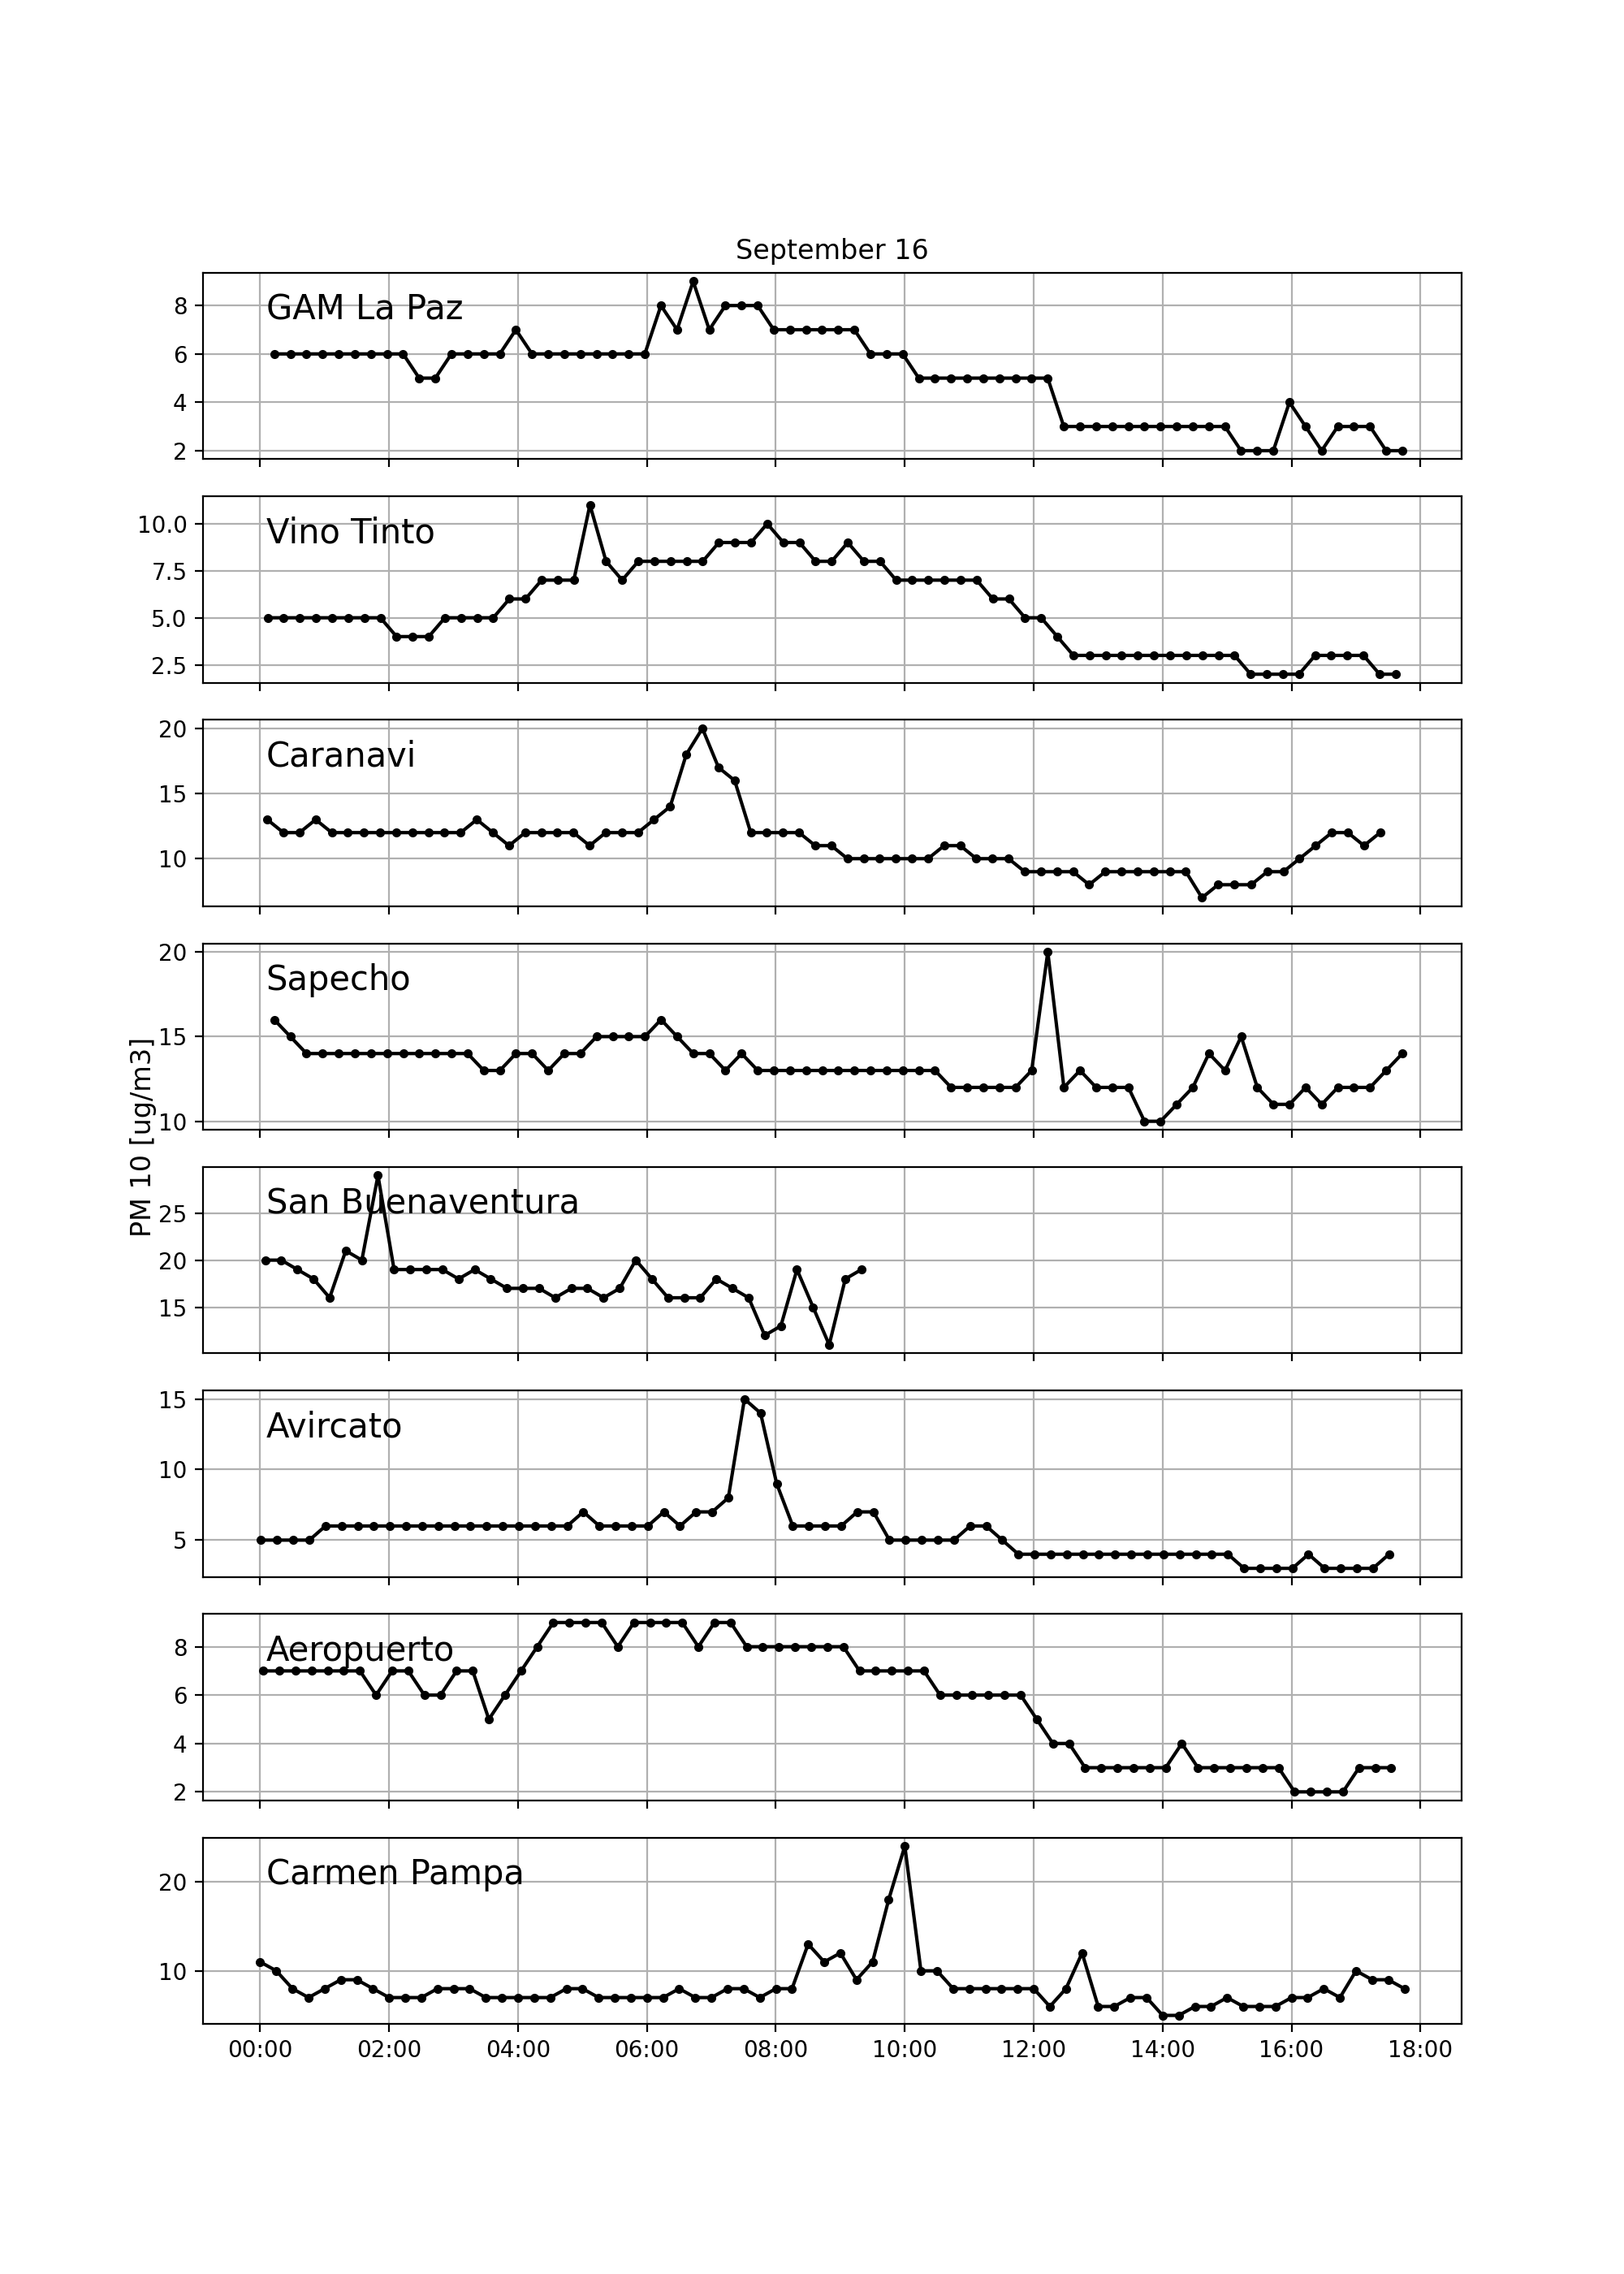 September 16
GAM La Paz
8
6
4
2
Vino Tinto
10.0
7.5
5.0
2.5
Caranavi
20
15
10
Sapecho
20
15
10
PM 10 [ug/m3]
San Buenaventura
25
20
15
Avircato
15
10
5
Aeropuerto
8
6
4
2
Carmen Pampa
20
10
00:00 02:00 04:00 06:00 08:00 10:00 12:00 14:00 16:00 18:00